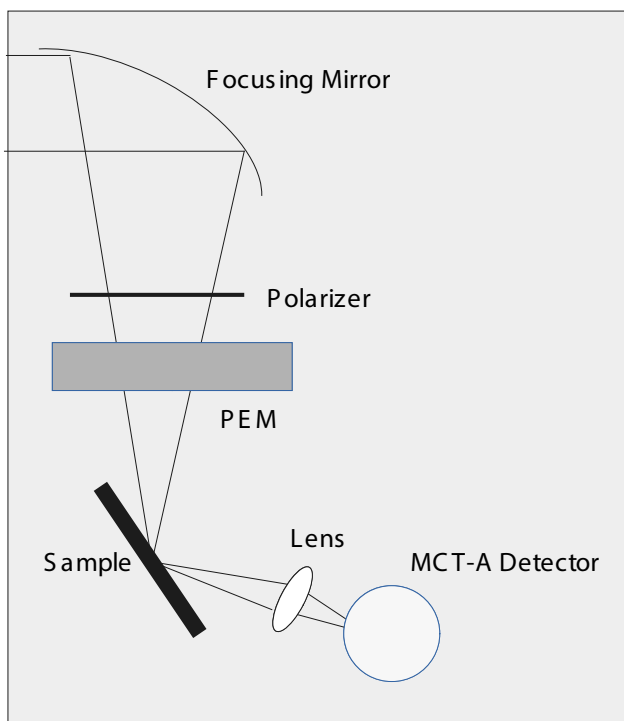 Focusing Mirror
Polarizer
PEM
Lens
Sample
MCT-A Detector